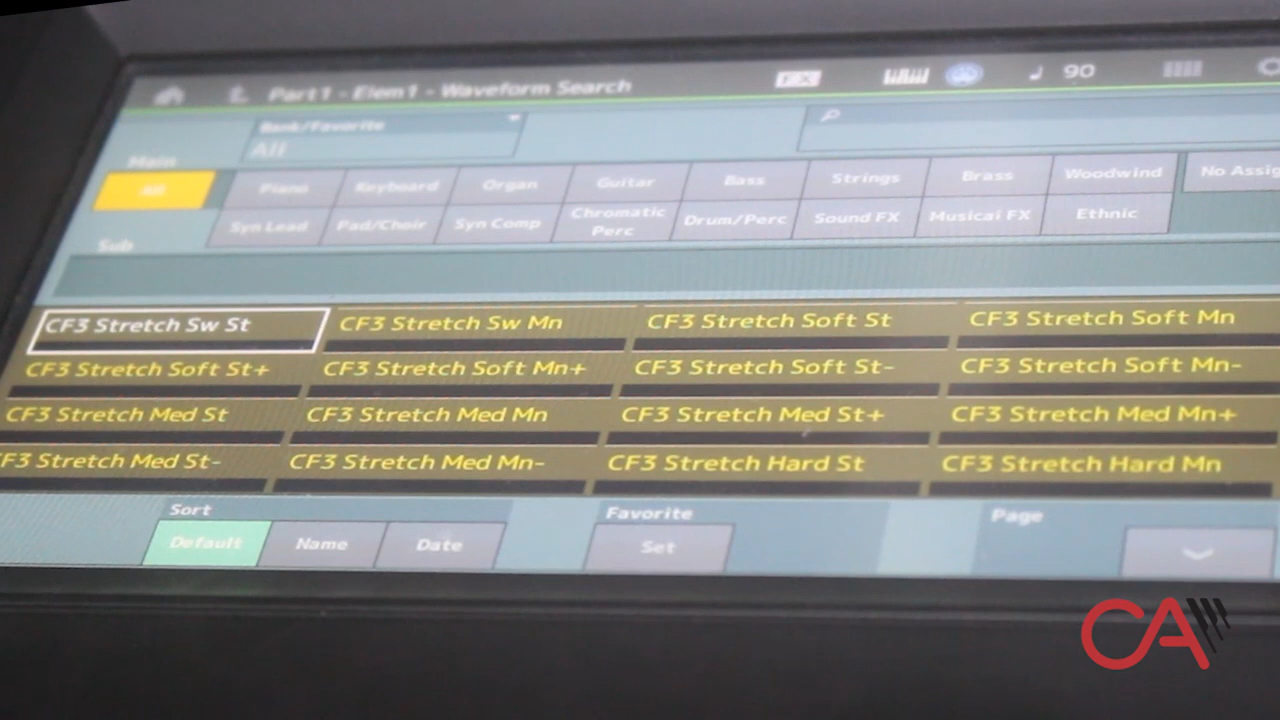 Part1 - Elem1 - Waveform Search FX ♩ 90
Bank/Favorite
All
Main
All Piano Keyboard Organ Guitar Bass Strings Brass Woodwind No Assig
Syn Lead Pad/Choir Syn Comp Chromatic Perc Drum/Perc Sound FX Musical FX Ethnic
Sub
CF3 Stretch Sw St CF3 Stretch Sw Mn CF3 Stretch Soft St CF3 Stretch Soft Mn
CF3 Stretch Soft St+ CF3 Stretch Soft Mn+ CF3 Stretch Soft St- CF3 Stretch Soft Mn-
CF3 Stretch Med St CF3 Stretch Med Mn CF3 Stretch Med St+ CF3 Stretch Med Mn+
F3 Stretch Med St- CF3 Stretch Med Mn- CF3 Stretch Hard St CF3 Stretch Hard Mn
Sort Favorite Page
Default Name Date Set
CA